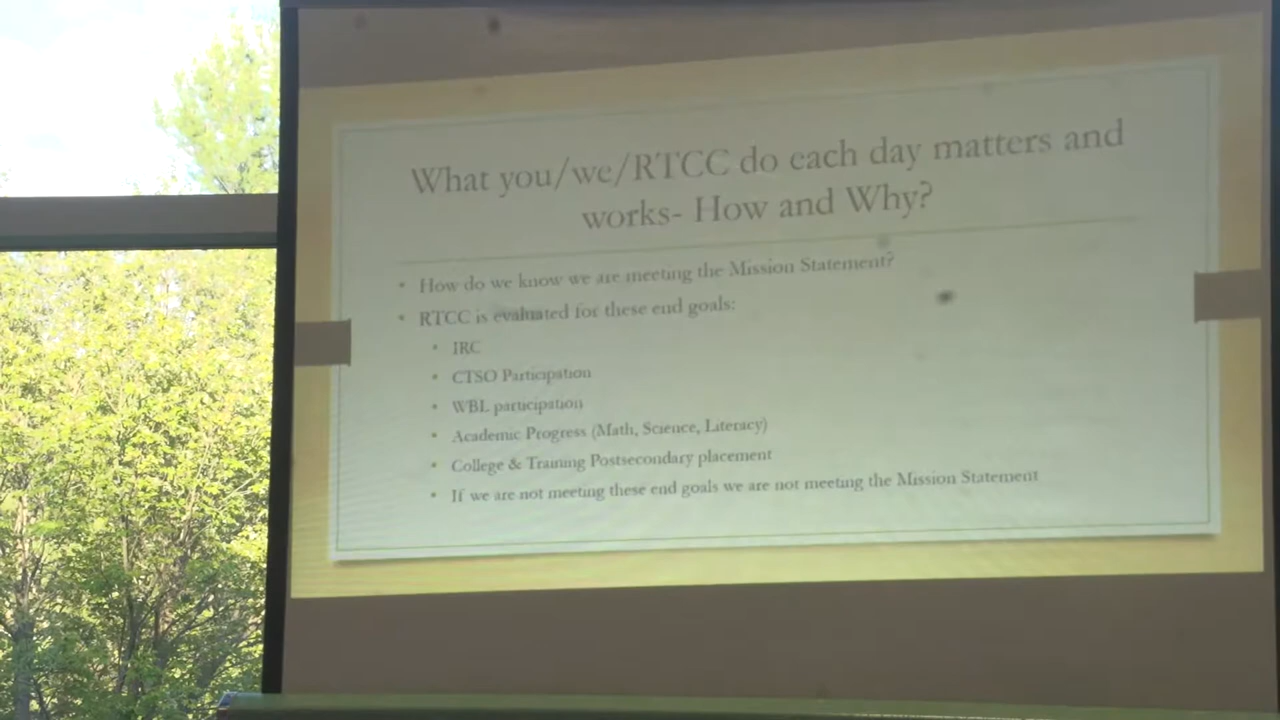 What you/we/RTCC do each day matters and
works- How and Why?
• How do we know we are meeting the Mission Statement?
• RTCC is evaluated for these end goals:
• IRC
• CTSO Participation
• WBL participation
• Academic Progress (Math, Science, Literacy)
• College & Training Postsecondary placement
• If we are not meeting these end goals we are not meeting the Mission Statement